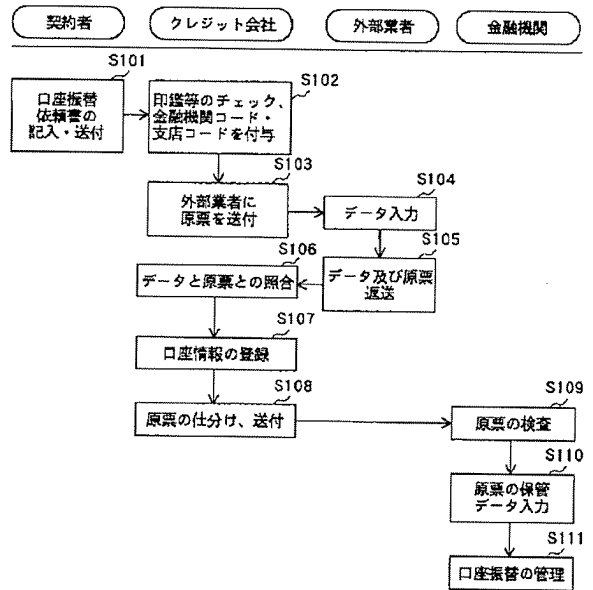 契約者
クレジット会社
外部業者
金融機関
S101
口座振替
依頼書の
記入・送付
S102
印鑑等のチェック、
金融機関コード・
支店コードを付与
S103
外部業者に
原票を送付
S104
データ入力
S105
データ及び原票
返送
S106
データと原票との照合
S107
口座情報の登録
S108
原票の仕分け、送付
S109
原票の検査
S110
原票の保管
データ入力
S111
口座振替の管理